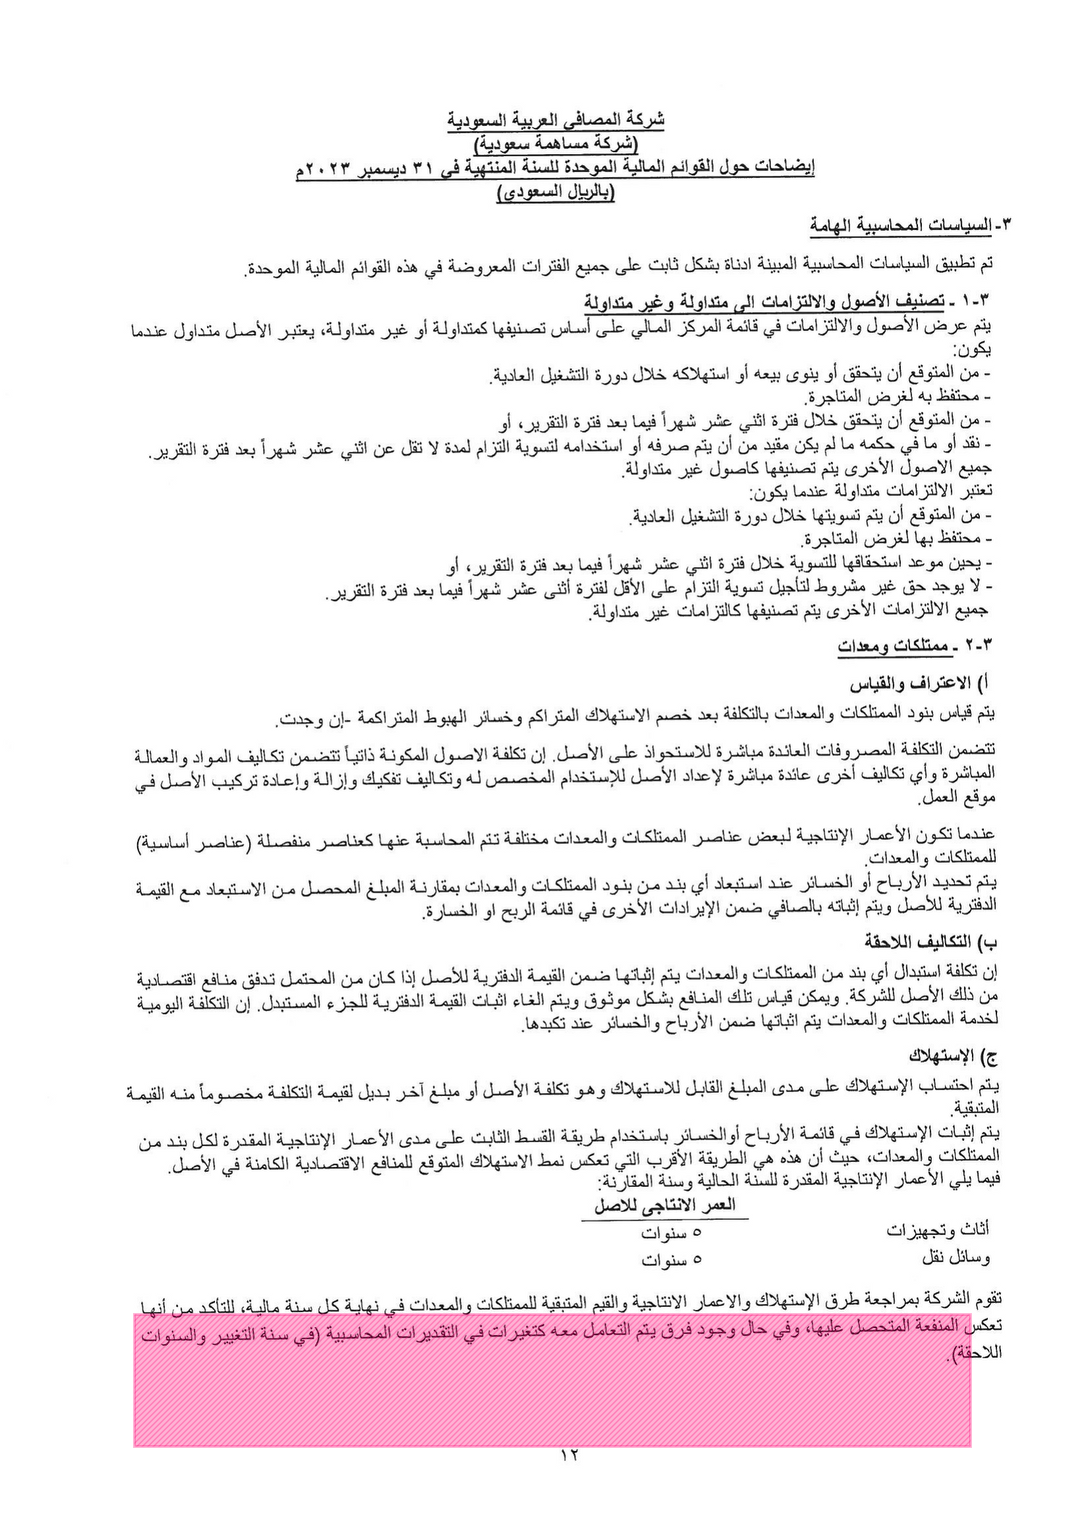 شركة المصافي العربية السعودية
(شركة مساهمة سعودية)
إيضاحات حول القوائم المالية الموحدة للسنة المنتهية في ٣١ ديسمبر ٢٠٢٣م
(بالريال السعودي)
٣- السياسات المحاسبية الهامة
تم تطبيق السياسات المحاسبية المبينة ادناة بشكل ثابت على جميع الفترات المعروضة في هذه القوائم المالية الموحدة.
٣-١ - تصنيف الأصول والالتزامات الى متداولة وغير متداولة
يتم عرض الأصول والالتزامات في قائمة المركز المالي على أساس تصنيفها كمتداولة أو غير متداولة، يعتبر الأصل متداول عندما
يكون:
- من المتوقع أن يتحقق أو ينوى بيعه أو استهلاكه خلال دورة التشغيل العادية.
- محتفظ به لغرض المتاجرة.
- من المتوقع أن يتحقق خلال فترة اثني عشر شهراً فيما بعد فترة التقرير، أو
- نقد أو ما في حكمه ما لم يكن مقيد من أن يتم صرفه أو استخدامه لتسوية التزام لمدة لا تقل عن اثني عشر شهراً بعد فترة التقرير.
جميع الاصول الأخرى يتم تصنيفها كاصول غير متداولة.
تعتبر الالتزامات متداولة عندما يكون:
- من المتوقع أن يتم تسويتها خلال دورة التشغيل العادية.
- محتفظ بها لغرض المتاجرة.
- يحين موعد استحقاقها للتسوية خلال فترة اثني عشر شهراً فيما بعد فترة التقرير، أو
- لا يوجد حق غير مشروط لتأجيل تسوية التزام على الأقل لفترة أثنى عشر شهراً فيما بعد فترة التقرير.
جميع الالتزامات الأخرى يتم تصنيفها كالتزامات غير متداولة.
٣-٢ - ممتلكات ومعدات
أ) الاعتراف والقياس
يتم قياس بنود الممتلكات والمعدات بالتكلفة بعد خصم الاستهلاك المتراكم وخسائر الهبوط المتراكمة -إن وجدت.
تتضمن التكلفة المصروفات العائدة مباشرة للاستحواذ على الأصل. إن تكلفة الاصول المكونة ذاتياً تتضمن تكاليف المواد والعمالة
المباشرة وأي تكاليف أخرى عائدة مباشرة لإعداد الأصل للإستخدام المخصص له وتكاليف تفكيك وإزالة وإعادة تركيب الأصل في
موقع العمل.
عندما تكون الأعمار الإنتاجية لبعض عناصر الممتلكات والمعدات مختلفة تتم المحاسبة عنها كعناصر منفصلة (عناصر أساسية)
للممتلكات والمعدات.
يتم تحديد الأرباح أو الخسائر عند استبعاد أي بند من بنود الممتلكات والمعدات بمقارنة المبلغ المحصل من الاستبعاد مع القيمة
الدفترية للأصل ويتم إثباته بالصافي ضمن الإيرادات الأخرى في قائمة الربح او الخسارة.
ب) التكاليف اللاحقة
إن تكلفة استبدال أي بند من الممتلكات والمعدات يتم إثباتها ضمن القيمة الدفترية للأصل إذا كان من المحتمل تدفق منافع اقتصادية
من ذلك الأصل للشركة. ويمكن قياس تلك المنافع بشكل موثوق ويتم الغاء اثبات القيمة الدفترية للجزء المستبدل. إن التكلفة اليومية
لخدمة الممتلكات والمعدات يتم اثباتها ضمن الأرباح والخسائر عند تكبدها.
ج) الإستهلاك
يتم احتساب الإستهلاك على مدى المبلغ القابل للاستهلاك وهو تكلفة الأصل أو مبلغ آخر بديل لقيمة التكلفة مخصوماً منه القيمة
المتبقية.
يتم إثبات الإستهلاك في قائمة الأرباح أوالخسائر باستخدام طريقة القسط الثابت على مدى الأعمار الإنتاجية المقدرة لكل بند من
الممتلكات والمعدات، حيث أن هذه هي الطريقة الأقرب التي تعكس نمط الاستهلاك المتوقع للمنافع الاقتصادية الكامنة في الأصل.
فيما يلي الأعمار الإنتاجية المقدرة للسنة الحالية وسنة المقارنة:
العمر الانتاجي للاصل
أثاث وتجهيزات ٥ سنوات
وسائل نقل ٥ سنوات
تقوم الشركة بمراجعة طرق الإستهلاك والاعمار الانتاجية والقيم المتبقية للممتلكات والمعدات في نهاية كل سنة مالية، للتأكد من أنها
تعكس المنفعة المتحصل عليها، وفي حال وجود فرق يتم التعامل معه كتغيرات في التقديرات المحاسبية (في سنة التغيير والسنوات
اللاحقة).
١٢